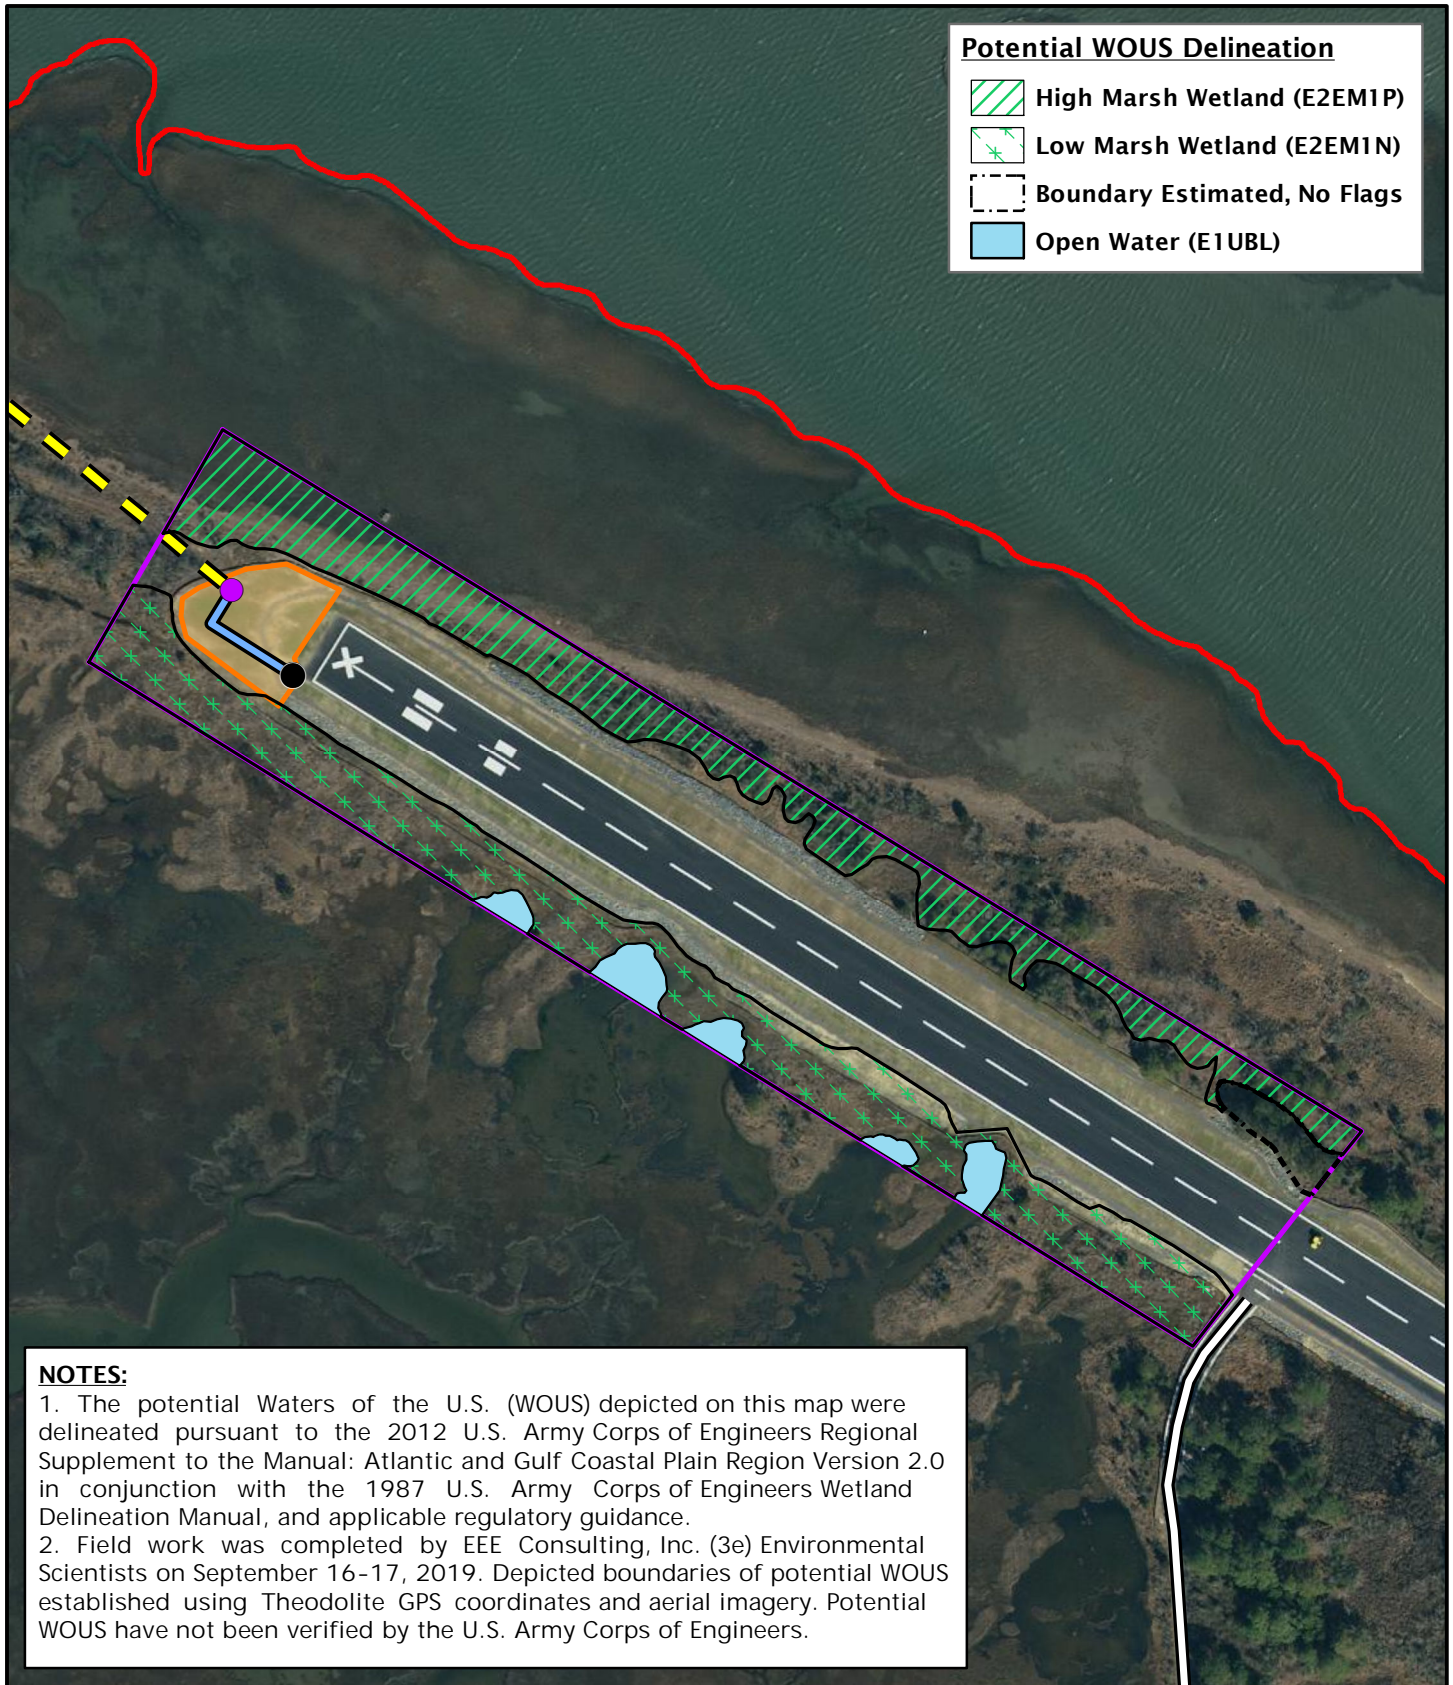 Potential WOUS Delineation
High Marsh Wetland (E2EM1P)
Low Marsh Wetland (E2EM1N)
Boundary Estimated, No Flags
Open Water (E1UBL)
NOTES:
1. The potential Waters of the U.S. (WOUS) depicted on this map were
delineated pursuant to the 2012 U.S. Army Corps of Engineers Regional
Supplement to the Manual: Atlantic and Gulf Coastal Plain Region Version 2.0
in conjunction with the 1987 U.S. Army Corps of Engineers Wetland
Delineation Manual, and applicable regulatory guidance.
2. Field work was completed by EEE Consulting, Inc. (3e) Environmental
Scientists on September 16-17, 2019. Depicted boundaries of potential WOUS
established using Theodolite GPS coordinates and aerial imagery. Potential
WOUS have not been verified by the U.S. Army Corps of Engineers.